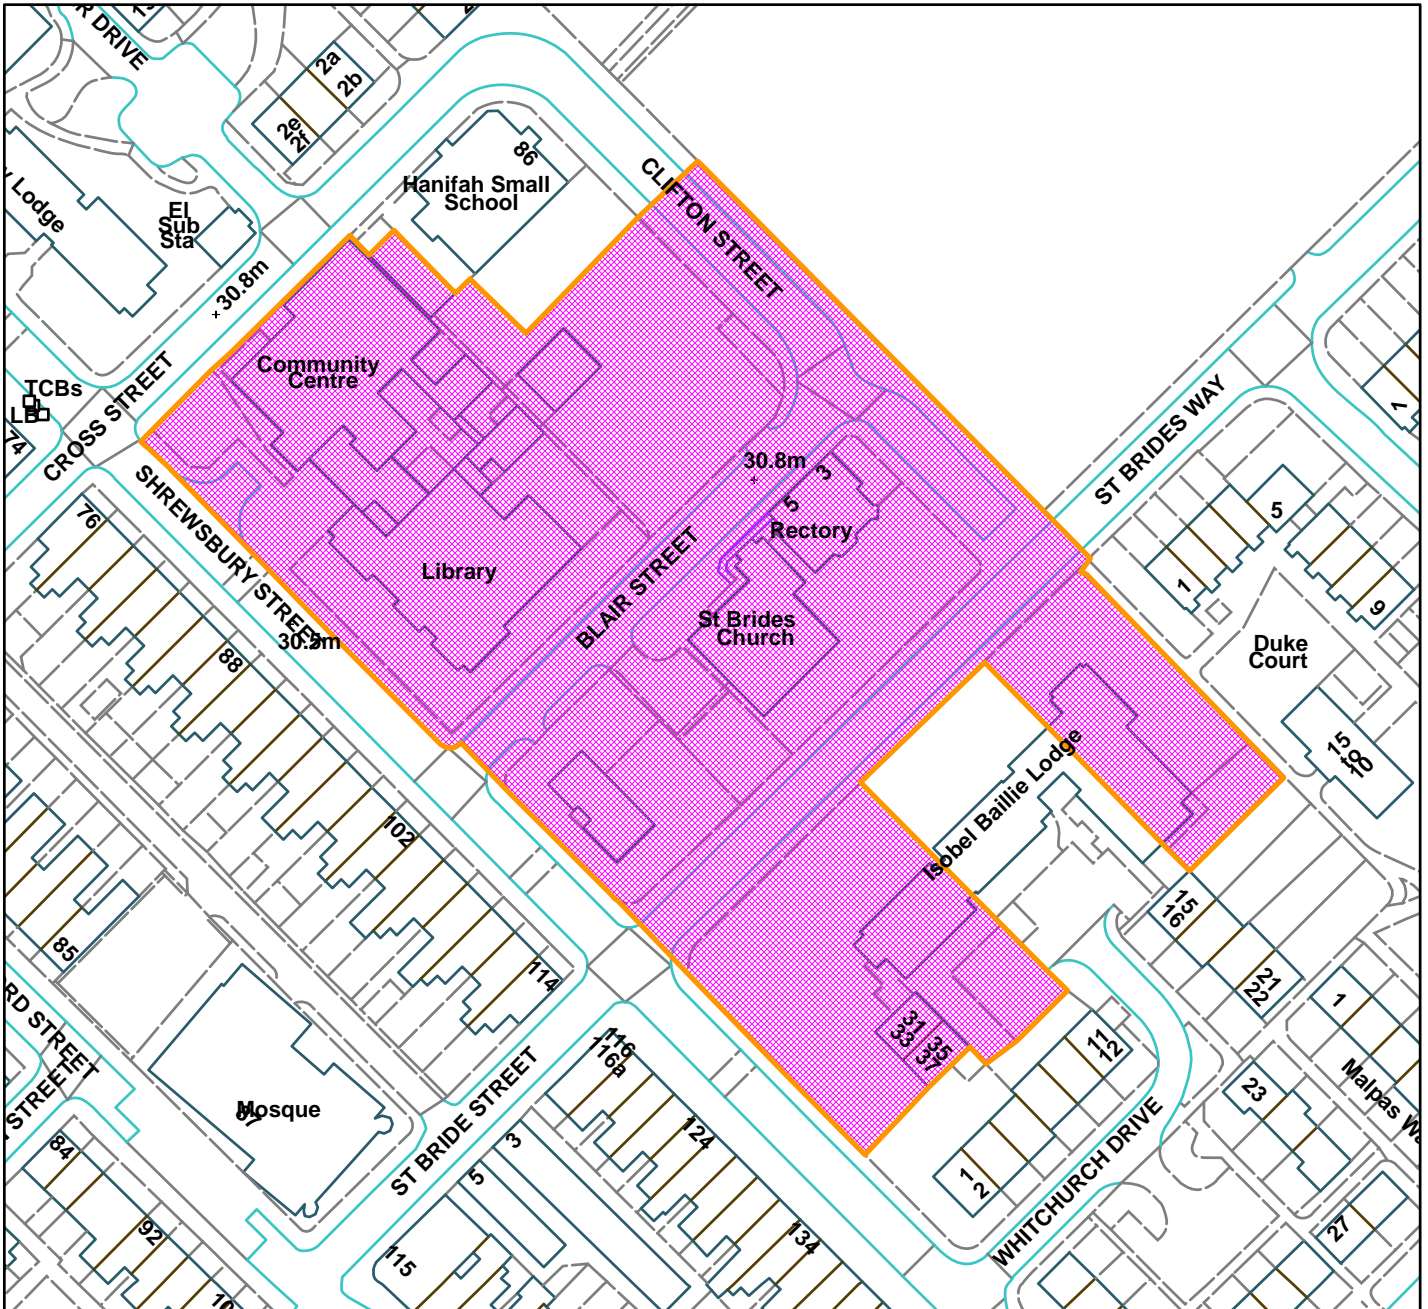 R DRIVE
2a
2b
2e
2f
86
Hanifah Small
School
CLIFTON STREET
y Lodge
El
Sub
Sta
30.8m
Community
Centre
TCBs
LB
74
CROSS STREET
SHREWSBURY STREET
30.5m
76
88
102
114
Library
30.8m
3
5
Rectory
BLAIR STREET
St Brides
Church
ST BRIDES WAY
1
1
5
9
Duke
Court
15
to
10
Isobel Baillie Lodge
15
16
21
22
31
33
35
37
11
12
1
2
1
23
27
Malpas Wa
WHITCHURCH DRIVE
85
RD STREET
STREET
84
92
Mosque
67
ST BRIDE STREET
116
116a
124
134
3
5
115